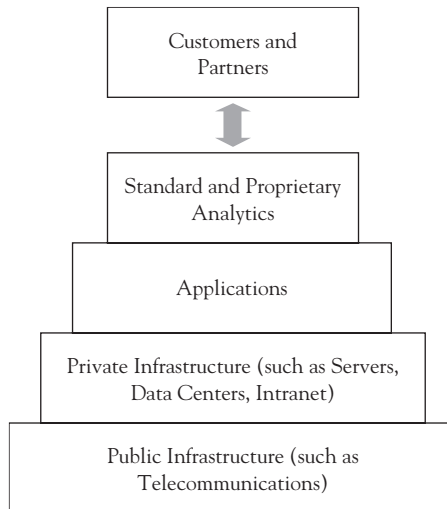 Customers and
Partners
Standard and Proprietary
Analytics
Applications
Private Infrastructure (such as Servers,
Data Centers, Intranet)
Public Infrastructure (such as
Telecommunications)